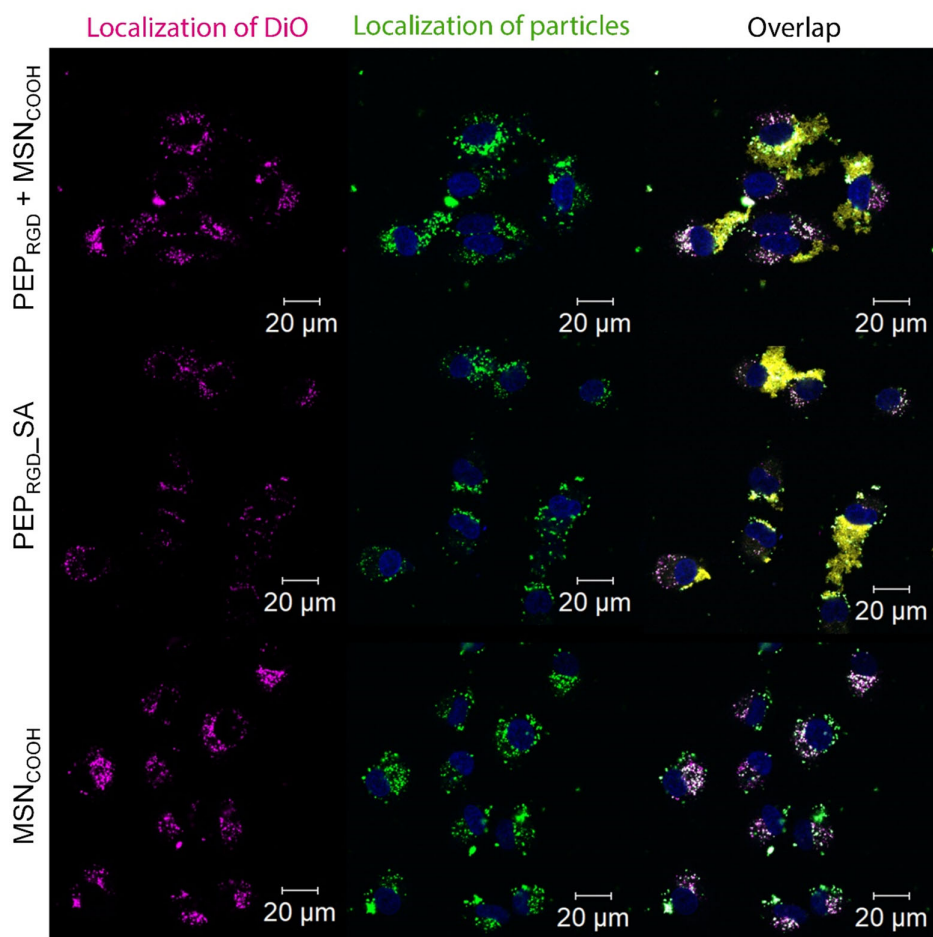 Localization of DiO Localization of particles Overlap
PEP_RGD + MSN_COOH
20 µm 20 µm 20 µm
PEP_RGD_SA
20 µm 20 µm 20 µm
MSN_COOH
20 µm 20 µm 20 µm